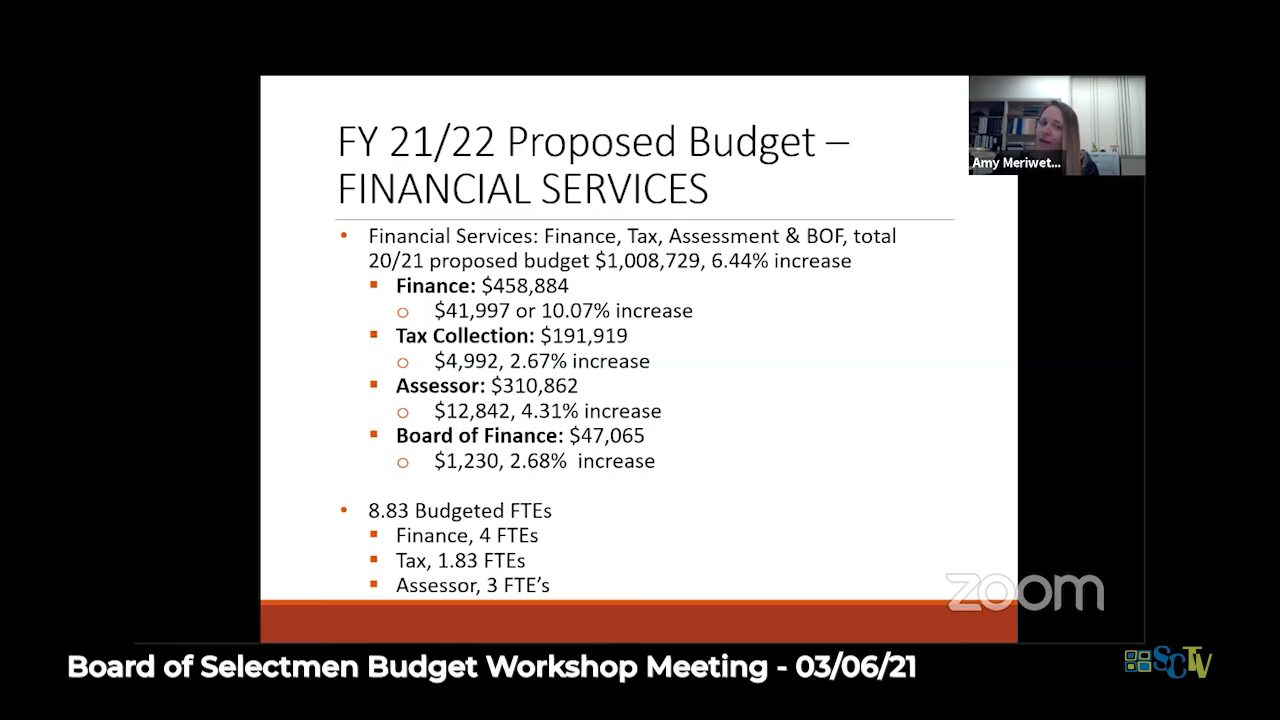 FY 21/22 Proposed Budget –
FINANCIAL SERVICES
Amy Meriwet...
• Financial Services: Finance, Tax, Assessment & BOF, total
20/21 proposed budget $1,008,729, 6.44% increase
▪ Finance: $458,884
o $41,997 or 10.07% increase
▪ Tax Collection: $191,919
o $4,992, 2.67% increase
▪ Assessor: $310,862
o $12,842, 4.31% increase
▪ Board of Finance: $47,065
o $1,230, 2.68% increase
• 8.83 Budgeted FTEs
▪ Finance, 4 FTEs
▪ Tax, 1.83 FTEs
▪ Assessor, 3 FTE’s
zoom
Board of Selectmen Budget Workshop Meeting - 03/06/21
SCTV